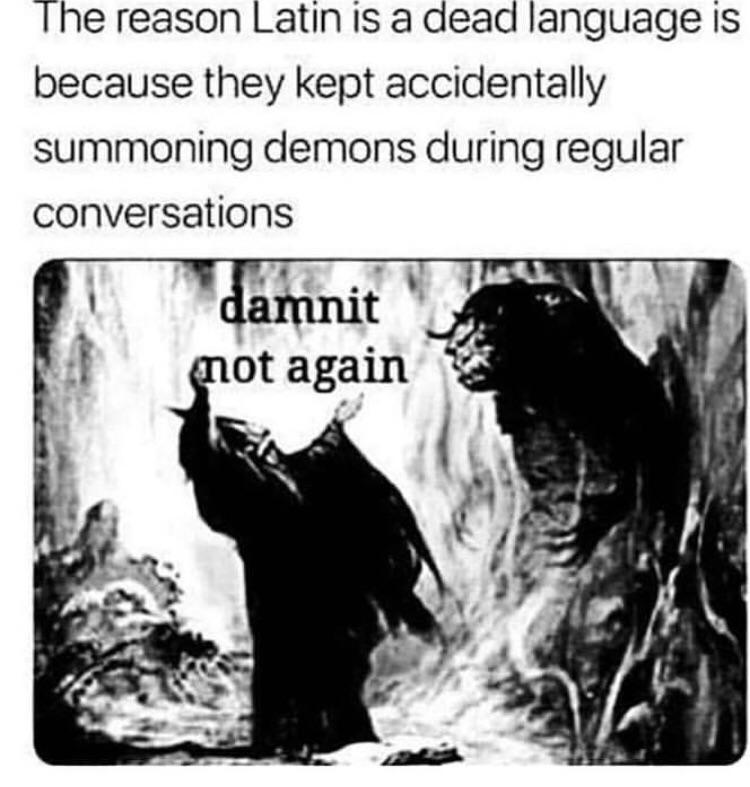 The reason Latin is a dead language is
because they kept accidentally
summoning demons during regular
conversations
damnit
not again